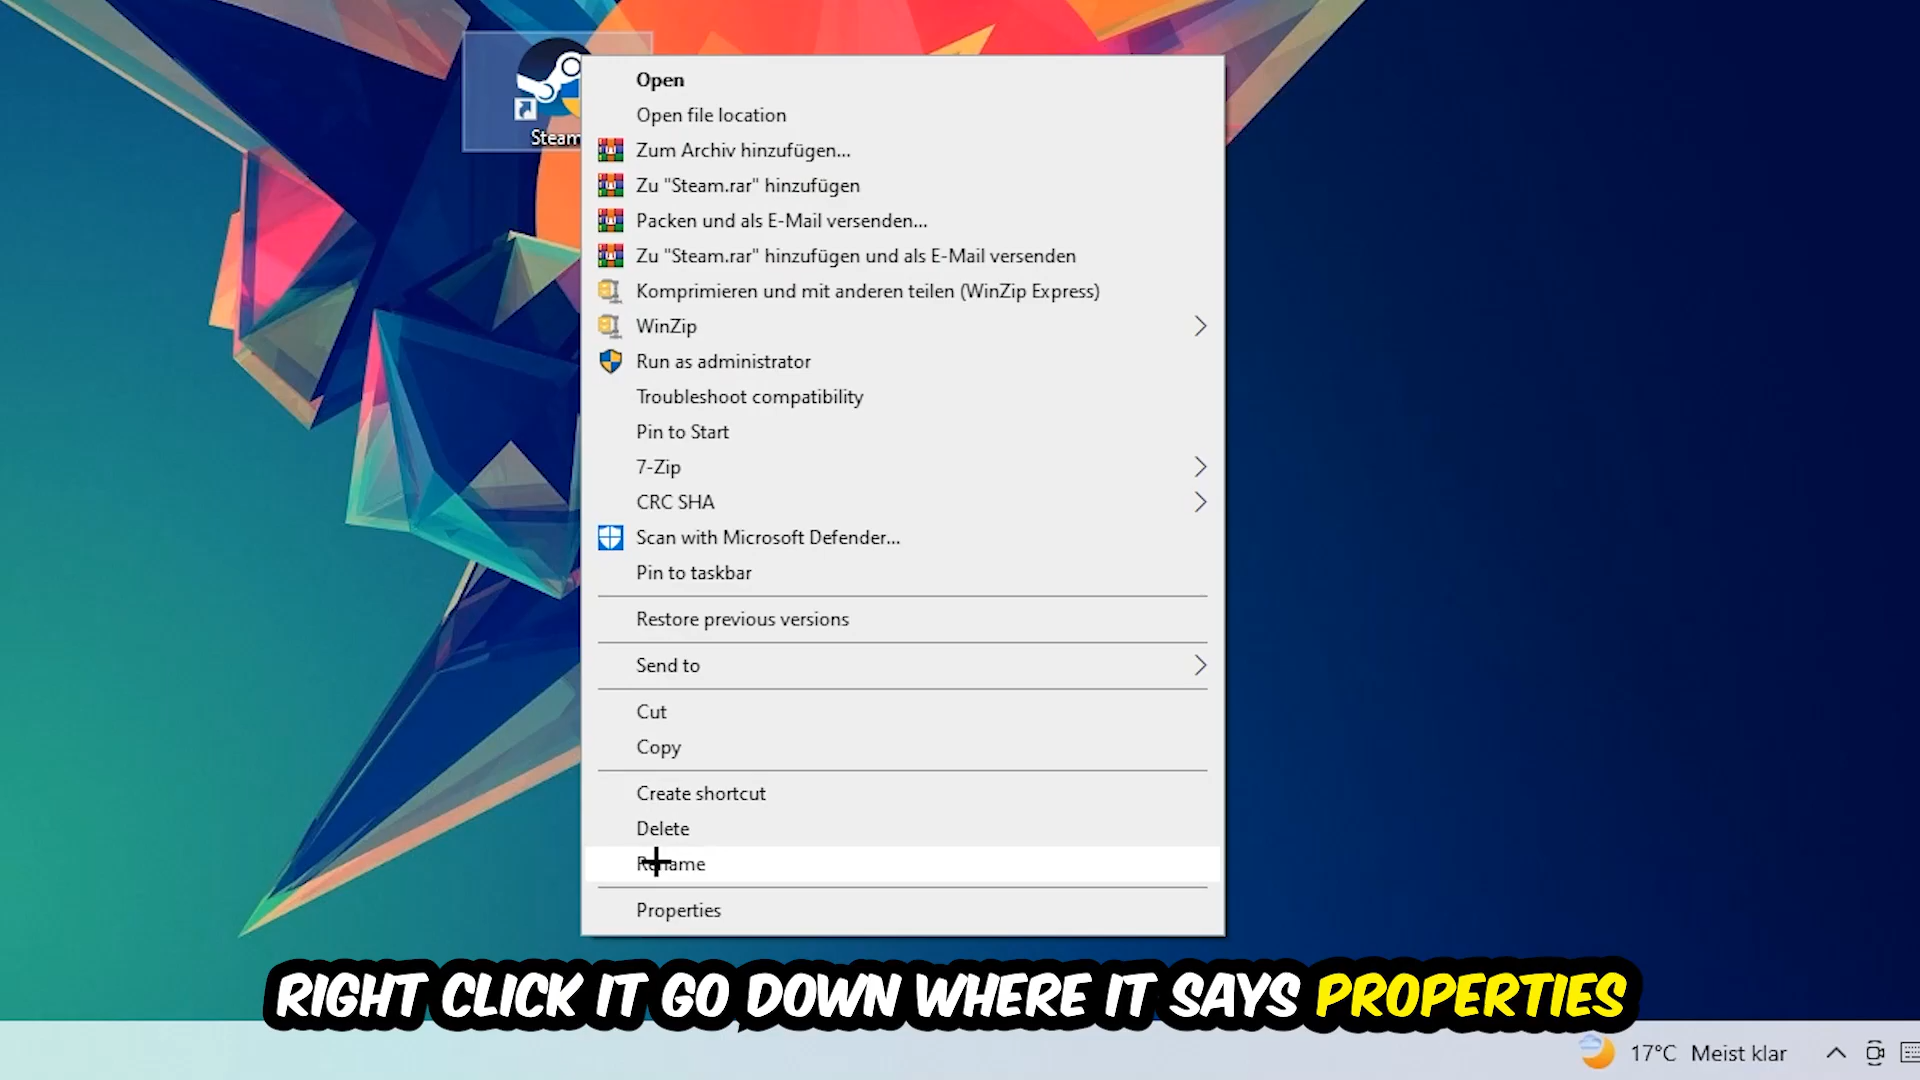 Steam
Open
Open file location
Zum Archiv hinzufügen...
Zu "Steam.rar" hinzufügen
Packen und als E-Mail versenden...
Zu "Steam.rar" hinzufügen und als E-Mail versenden
Komprimieren und mit anderen teilen (WinZip Express)
WinZip
Run as administrator
Troubleshoot compatibility
Pin to Start
7-Zip
CRC SHA
Scan with Microsoft Defender...
Pin to taskbar
Restore previous versions
Send to
Cut
Copy
Create shortcut
Delete
Rename
Properties
RIGHT CLICK IT GO DOWN WHERE IT SAYS PROPERTIES
17°C Meist klar